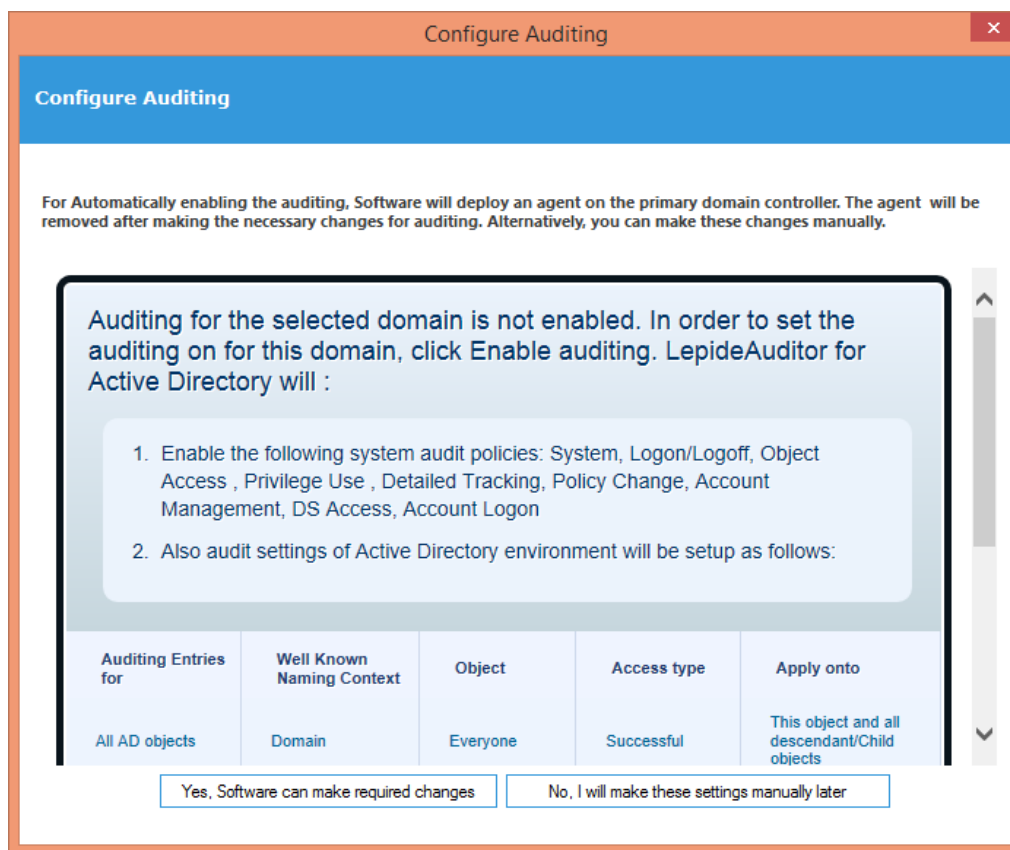 Configure Auditing
Configure Auditing
For Automatically enabling the auditing, Software will deploy an agent on the primary domain controller. The agent will be
removed after making the necessary changes for auditing. Alternatively, you can make these changes manually.
Auditing for the selected domain is not enabled. In order to set the
auditing on for this domain, click Enable auditing. LepideAuditor for
Active Directory will :
1. Enable the following system audit policies: System, Logon/Logoff, Object
Access , Privilege Use , Detailed Tracking, Policy Change, Account
Management, DS Access, Account Logon
2. Also audit settings of Active Directory environment will be setup as follows:
Auditing Entries
for
Well Known
Naming Context
Object
Access type
Apply onto
All AD objects
Domain
Everyone
Successful
This object and all
descendant/Child
objects
Yes, Software can make required changes
No, I will make these settings manually later